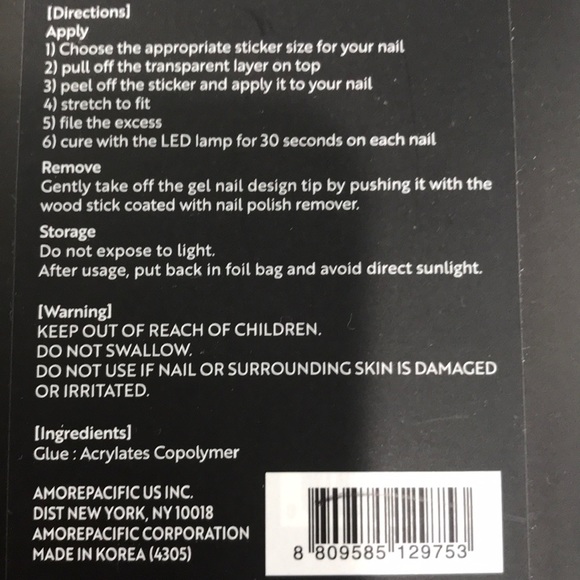 [Directions]
Apply
1) Choose the appropriate sticker size for your nail
2) pull off the transparent layer on top
3) peel off the sticker and apply it to your nail
4) stretch to fit
5) file the excess
6) cure with the LED lamp for 30 seconds on each nail
Remove
Gently take off the gel nail design tip by pushing it with the
wood stick coated with nail polish remover.
Storage
Do not expose to light.
After usage, put back in foil bag and avoid direct sunlight.
[Warning]
KEEP OUT OF REACH OF CHILDREN.
DO NOT SWALLOW.
DO NOT USE IF NAIL OR SURROUNDING SKIN IS DAMAGED
OR IRRITATED.
[Ingredients]
Glue : Acrylates Copolymer
AMOREPACIFIC US INC.
DIST NEW YORK, NY 10018
AMOREPACIFIC CORPORATION
MADE IN KOREA (4305)
8 809585 129753